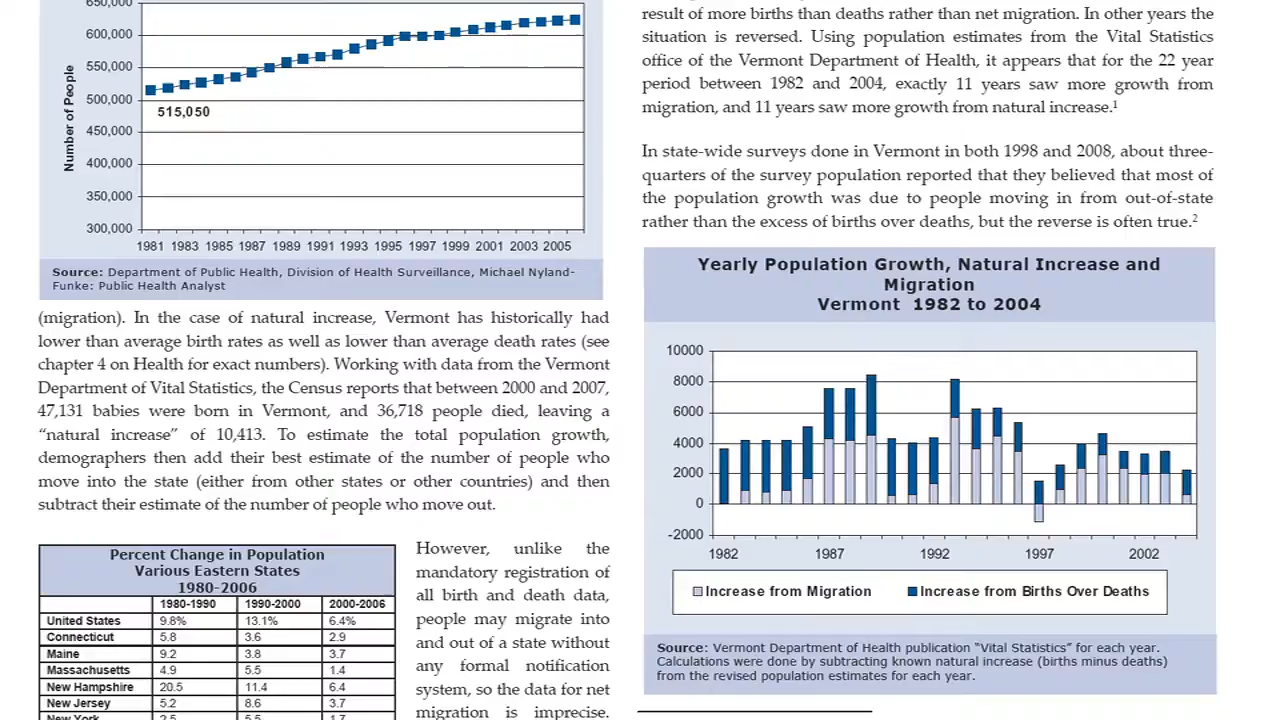 650,000
600,000
550,000
500,000
450,000
400,000
350,000
300,000
Number of People
515,050
1981 1983 1985 1987 1989 1991 1993 1995 1997 1999 2001 2003 2005
Source: Department of Public Health, Division of Health Surveillance, Michael Nyland-
Funke: Public Health Analyst
(migration). In the case of natural increase, Vermont has historically had
lower than average birth rates as well as lower than average death rates (see
chapter 4 on Health for exact numbers). Working with data from the Vermont
Department of Vital Statistics, the Census reports that between 2000 and 2007,
47,131 babies were born in Vermont, and 36,718 people died, leaving a
“natural increase” of 10,413. To estimate the total population growth,
demographers then add their best estimate of the number of people who
move into the state (either from other states or other countries) and then
subtract their estimate of the number of people who move out.
Percent Change in Population
Various Eastern States
1980-2006
1980-1990 1990-2000 2000-2006
United States 9.8% 13.1% 6.4%
Connecticut 5.8 3.6 2.9
Maine 9.2 3.8 3.7
Massachusetts 4.9 5.5 1.4
New Hampshire 20.5 11.4 6.4
New Jersey 5.2 8.6 3.7
New York 2.5 5.5 1.7
However, unlike the
mandatory registration of
all birth and death data,
people may migrate into
and out of a state without
any formal notification
system, so the data for net
migration is imprecise.
result of more births than deaths rather than net migration. In other years the
situation is reversed. Using population estimates from the Vital Statistics
office of the Vermont Department of Health, it appears that for the 22 year
period between 1982 and 2004, exactly 11 years saw more growth from
migration, and 11 years saw more growth from natural increase.¹
In state-wide surveys done in Vermont in both 1998 and 2008, about three-
quarters of the survey population reported that they believed that most of
the population growth was due to people moving in from out-of-state
rather than the excess of births over deaths, but the reverse is often true.²
Yearly Population Growth, Natural Increase and
Migration
Vermont 1982 to 2004
10000
8000
6000
4000
2000
0
-2000
1982 1987 1992 1997 2002
Increase from Migration Increase from Births Over Deaths
Source: Vermont Department of Health publication “Vital Statistics” for each year.
Calculations were done by subtracting known natural increase (births minus deaths)
from the revised population estimates for each year.